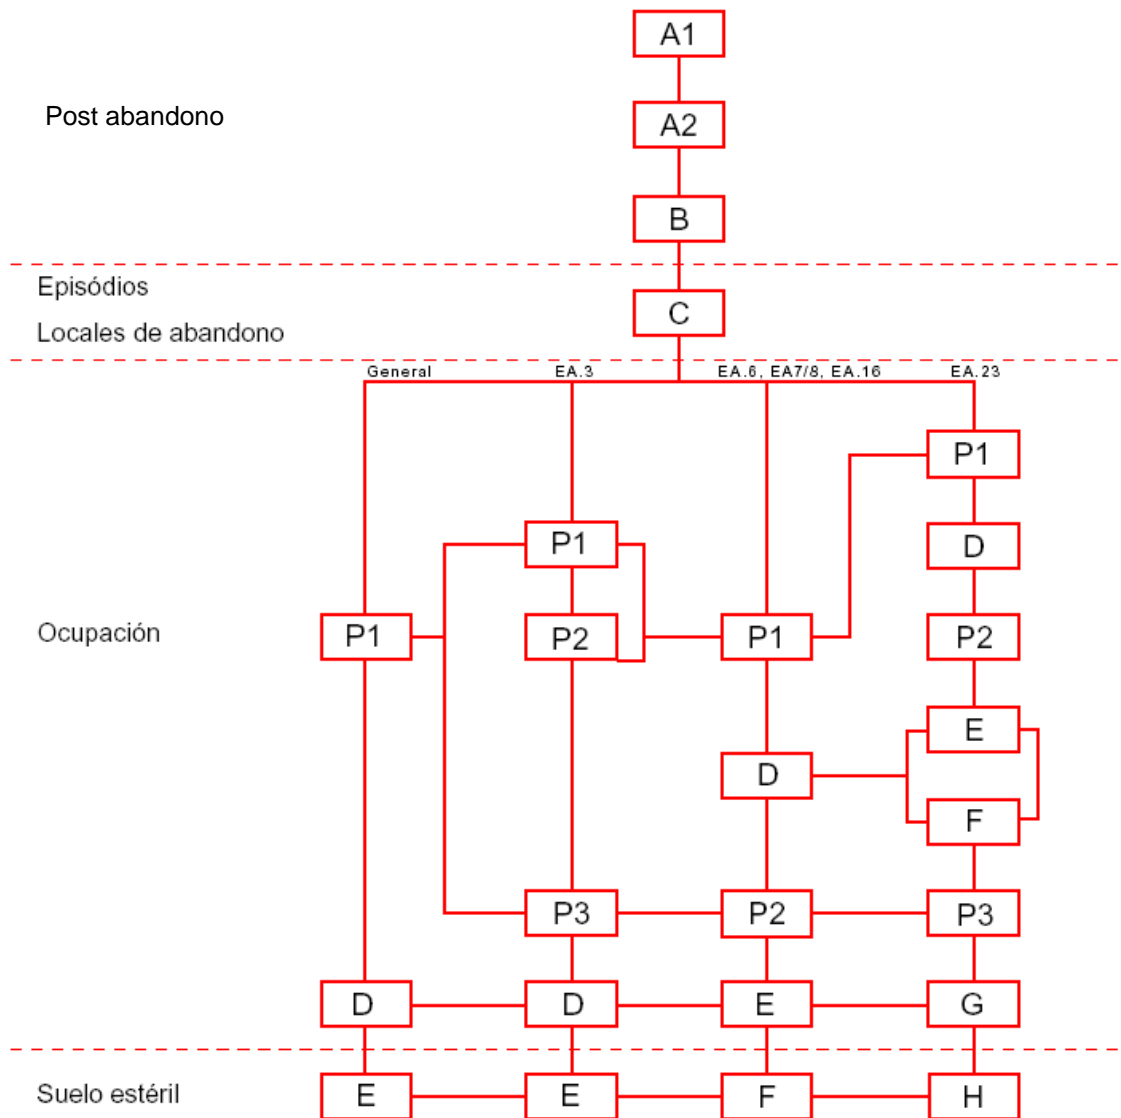 A1
Post abandono
A2
B
Episódios
C
Locales de abandono
General EA.3 EA.6, EA7/8, EA.16 EA.23
P1
P1
D
Ocupación P1 P2 P1 P2
E
D
F
P3 P2 P3
D D E G
Suelo estéril E E F H